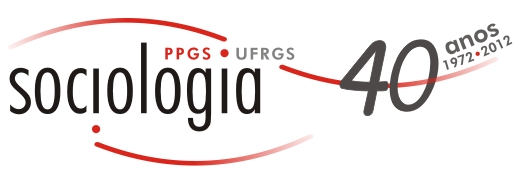 PPGS • UFRGS
sociologia
40 anos
1972•2012